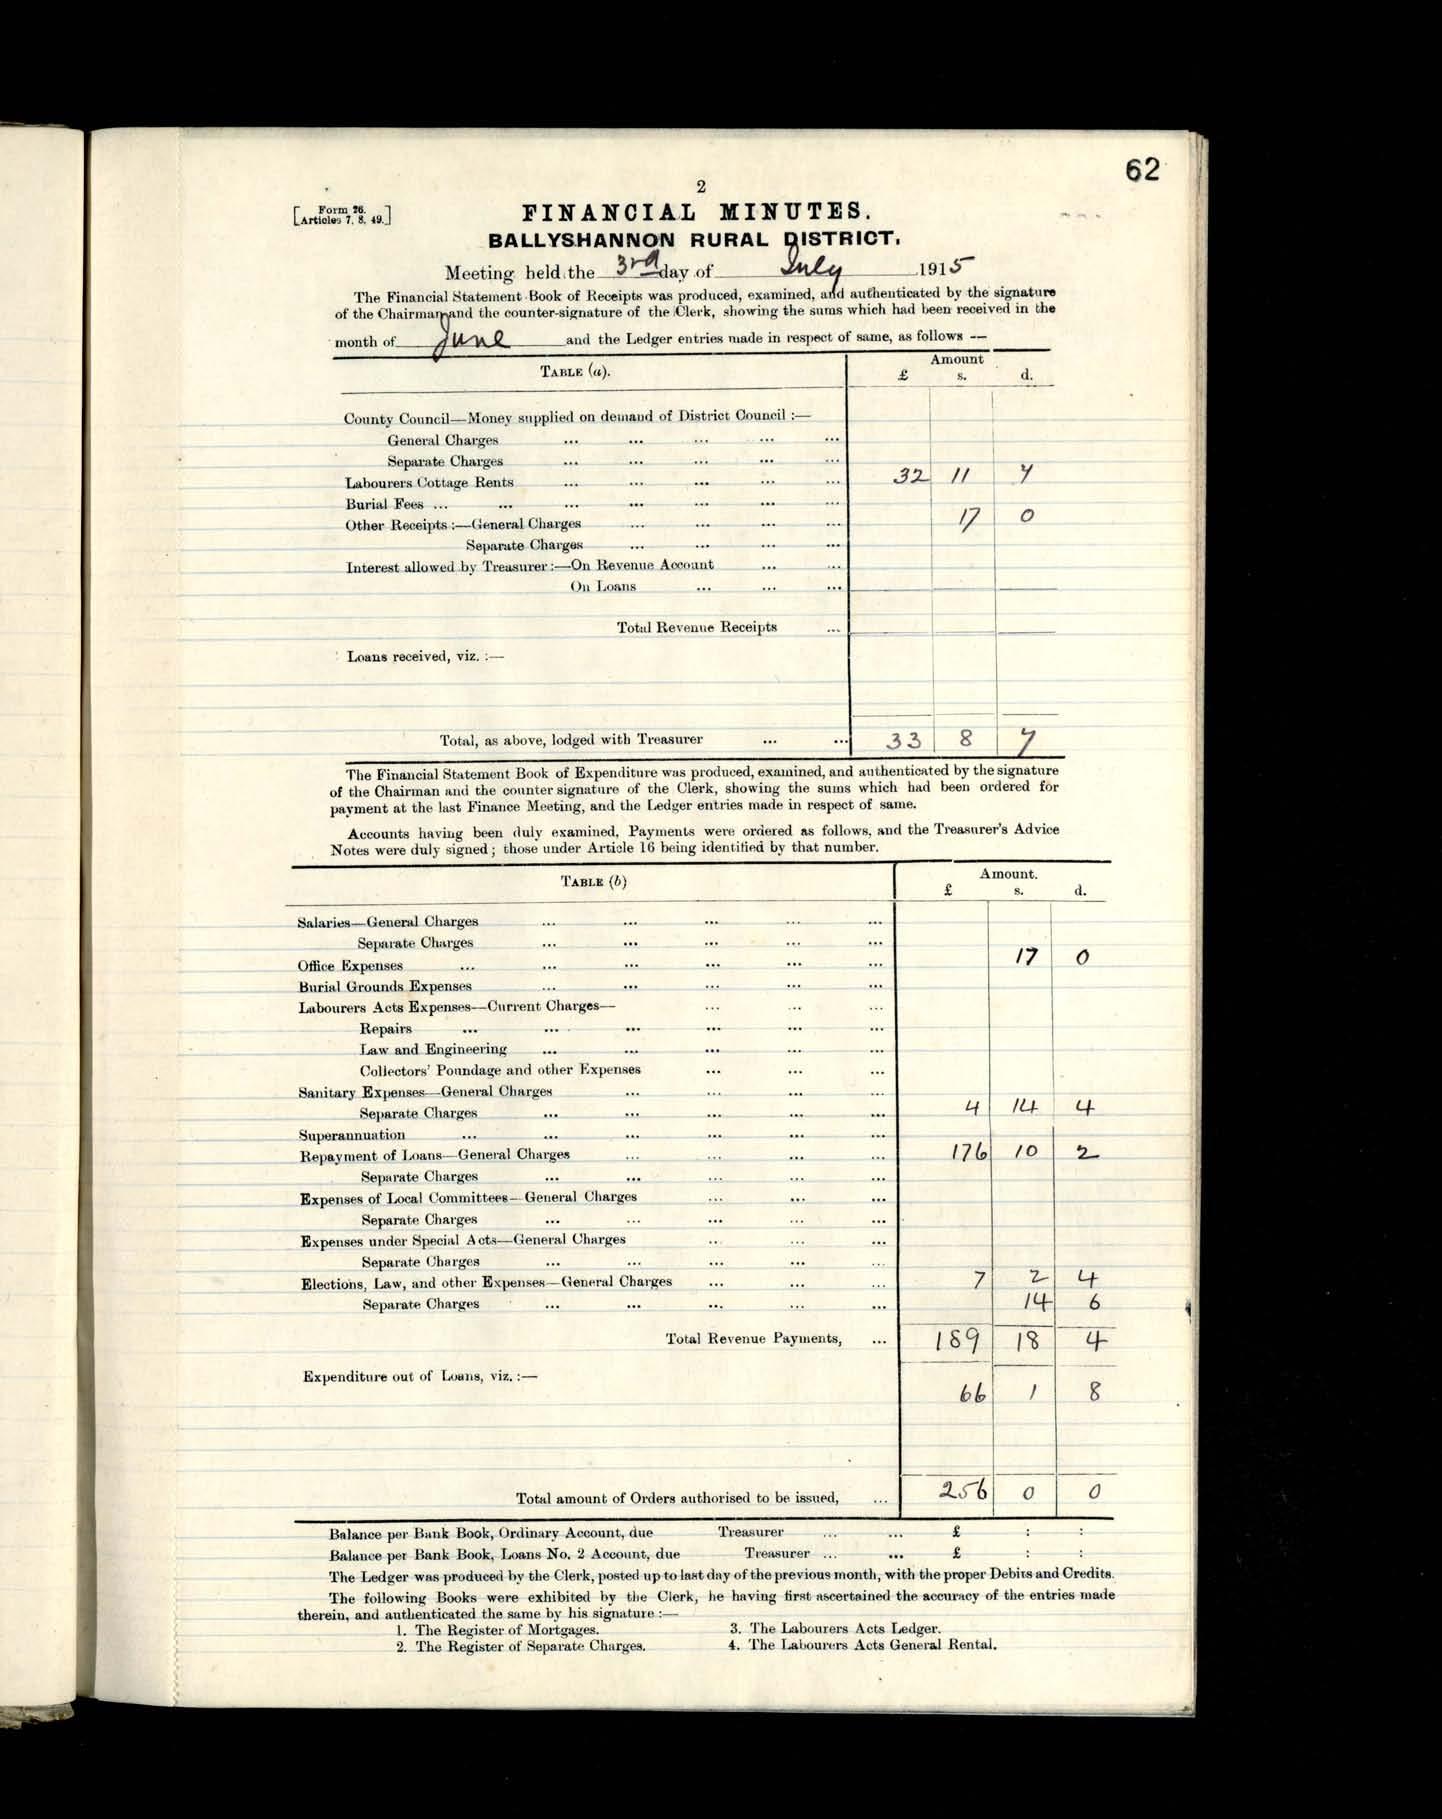 62
2
[Form 26. Articles 7, 8, 49.]
FINANCIAL MINUTES.
BALLYSHANNON RURAL DISTRICT.
Meeting held the 3rd day of July 1915
The Financial Statement Book of Receipts was produced, examined, and authenticated by the signature
of the Chairman and the counter-signature of the Clerk, showing the sums which had been received in the
month of June and the Ledger entries made in respect of same, as follows —
TABLE (a). Amount
£ s. d.
County Council—Money supplied on demand of District Council :—
General Charges ... ... ... ... ...
Separate Charges ... ... ... ... ...
Labourers Cottage Rents ... ... ... ... ... 32 11 7
Burial Fees ... ... ... ... ... ... ...
Other Receipts :—General Charges ... ... ... ... 17 0
Separate Charges ... ... ... ...
Interest allowed by Treasurer :—On Revenue Account ... ...
On Loans ... ... ...
Total Revenue Receipts ...
Loans received, viz. :—
Total, as above, lodged with Treasurer ... ... 33 8 7
The Financial Statement Book of Expenditure was produced, examined, and authenticated by the signature
of the Chairman and the counter signature of the Clerk, showing the sums which had been ordered for
payment at the last Finance Meeting, and the Ledger entries made in respect of same.
Accounts having been duly examined, Payments were ordered as follows, and the Treasurer's Advice
Notes were duly signed ; those under Article 16 being identified by that number.
TABLE (b) Amount.
£ s. d.
Salaries—General Charges ... ... ... ... ...
Separate Charges ... ... ... ... ...
Office Expenses ... ... ... ... ... ... 17 0
Burial Grounds Expenses ... ... ... ... ...
Labourers Acts Expenses—Current Charges— ... ... ...
Repairs ... ... ... ... ... ...
Law and Engineering ... ... ... ... ...
Collectors' Poundage and other Expenses ... ... ...
Sanitary Expenses—General Charges ... ... ... ...
Separate Charges ... ... ... ... ... 4 14 4
Superannuation ... ... ... ... ... ...
Repayment of Loans—General Charges ... ... ... ... 176 10 2
Separate Charges ... ... ... ... ...
Expenses of Local Committees—General Charges ... ... ...
Separate Charges ... ... ... ... ...
Expenses under Special Acts—General Charges ... ... ...
Separate Charges ... ... ... ... ...
Elections, Law, and other Expenses—General Charges ... ... ... 7 2 4
Separate Charges ... ... ... ... ... 14 6
Total Revenue Payments, ... 189 18 4
Expenditure out of Loans, viz. :—
66 1 8
Total amount of Orders authorised to be issued, ... 256 0 0
Balance per Bank Book, Ordinary Account, due Treasurer ... ... £ : :
Balance per Bank Book, Loans No. 2 Account, due Treasurer ... ... £ : :
The Ledger was produced by the Clerk, posted up to last day of the previous month, with the proper Debits and Credits.
The following Books were exhibited by the Clerk, he having first ascertained the accuracy of the entries made
therein, and authenticated the same by his signature :—
1. The Register of Mortgages. 3. The Labourers Acts Ledger.
2. The Register of Separate Charges. 4. The Labourers Acts General Rental.